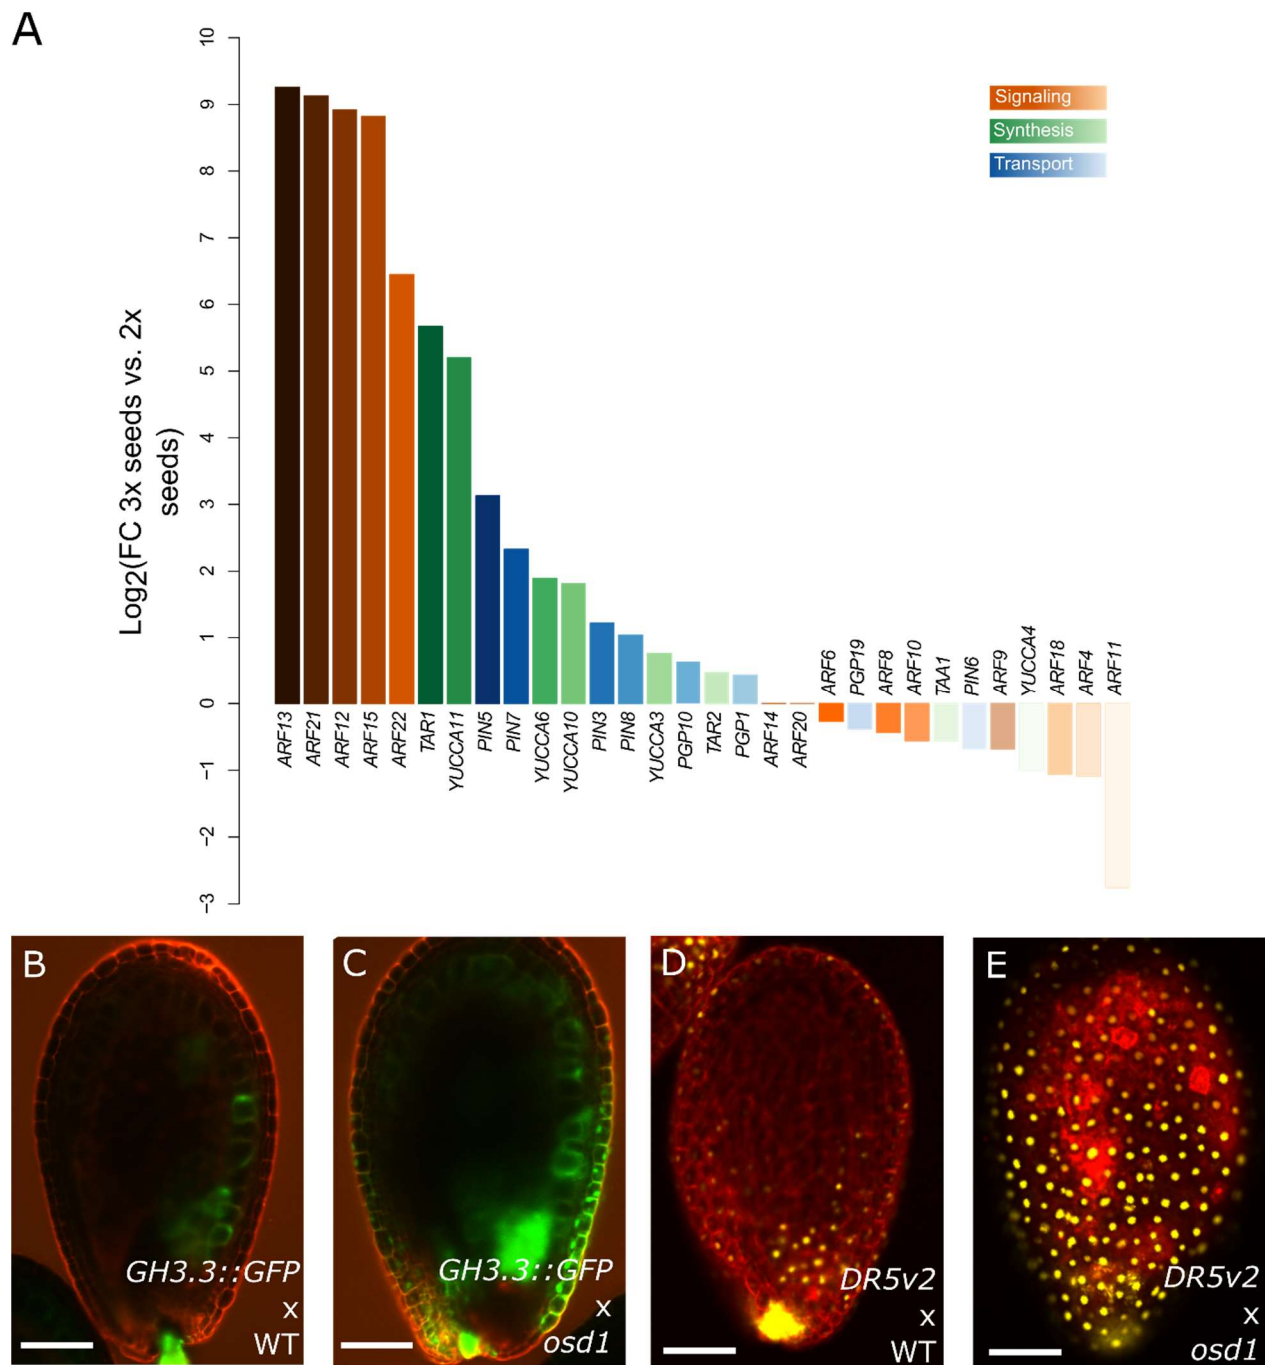 A
10
9
8
7
6
5
4
3
2
1
0
−1
−2
−3
Log2(FC 3x seeds vs. 2x
seeds)
Signaling
Synthesis
Transport
ARF13
ARF21
ARF12
ARF15
ARF22
TAR1
YUCCA11
PIN5
PIN7
YUCCA6
YUCCA10
PIN3
PIN8
YUCCA3
PGP10
TAR2
PGP1
ARF14
ARF20
ARF6
PGP19
ARF8
ARF10
TAA1
PIN6
ARF9
YUCCA4
ARF18
ARF4
ARF11
B
GH3.3::GFP
x
WT
C
GH3.3::GFP
x
osd1
D
DR5v2
x
WT
E
DR5v2
x
osd1